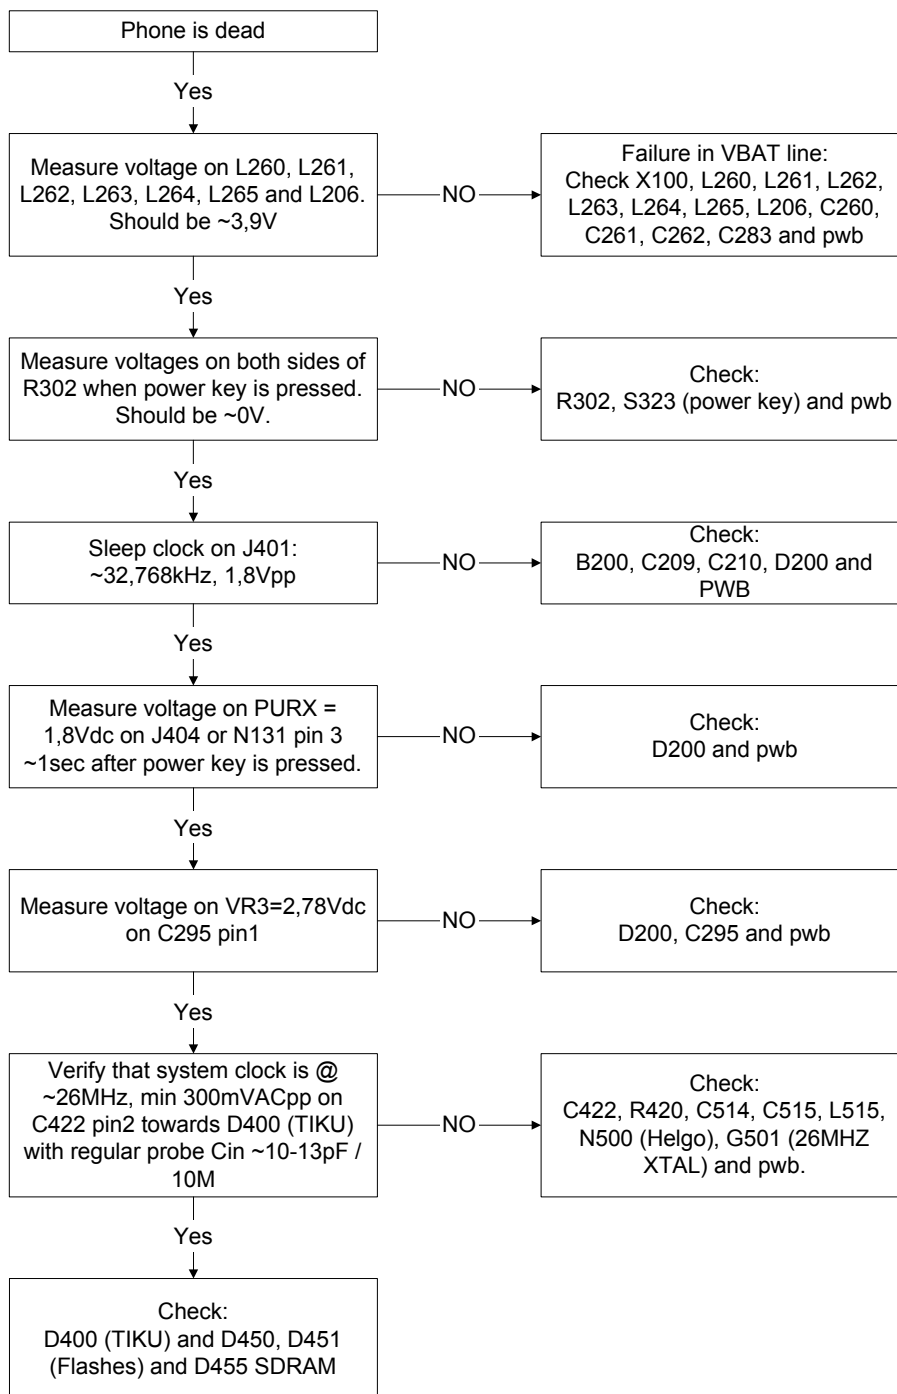 Phone is dead
Yes
Measure voltage on L260, L261,
L262, L263, L264, L265 and L206.
Should be ~3,9V
NO
Failure in VBAT line:
Check X100, L260, L261, L262,
L263, L264, L265, L206, C260,
C261, C262, C283 and pwb
Yes
Measure voltages on both sides of
R302 when power key is pressed.
Should be ~0V.
NO
Check:
R302, S323 (power key) and pwb
Yes
Sleep clock on J401:
~32,768kHz, 1,8Vpp
NO
Check:
B200, C209, C210, D200 and
PWB
Yes
Measure voltage on PURX =
1,8Vdc on J404 or N131 pin 3
~1sec after power key is pressed.
NO
Check:
D200 and pwb
Yes
Measure voltage on VR3=2,78Vdc
on C295 pin1
NO
Check:
D200, C295 and pwb
Yes
Verify that system clock is @
~26MHz, min 300mVACpp on
C422 pin2 towards D400 (TIKU)
with regular probe Cin ~10-13pF /
10M
NO
Check:
C422, R420, C514, C515, L515,
N500 (Helgo), G501 (26MHZ
XTAL) and pwb.
Yes
Check:
D400 (TIKU) and D450, D451
(Flashes) and D455 SDRAM